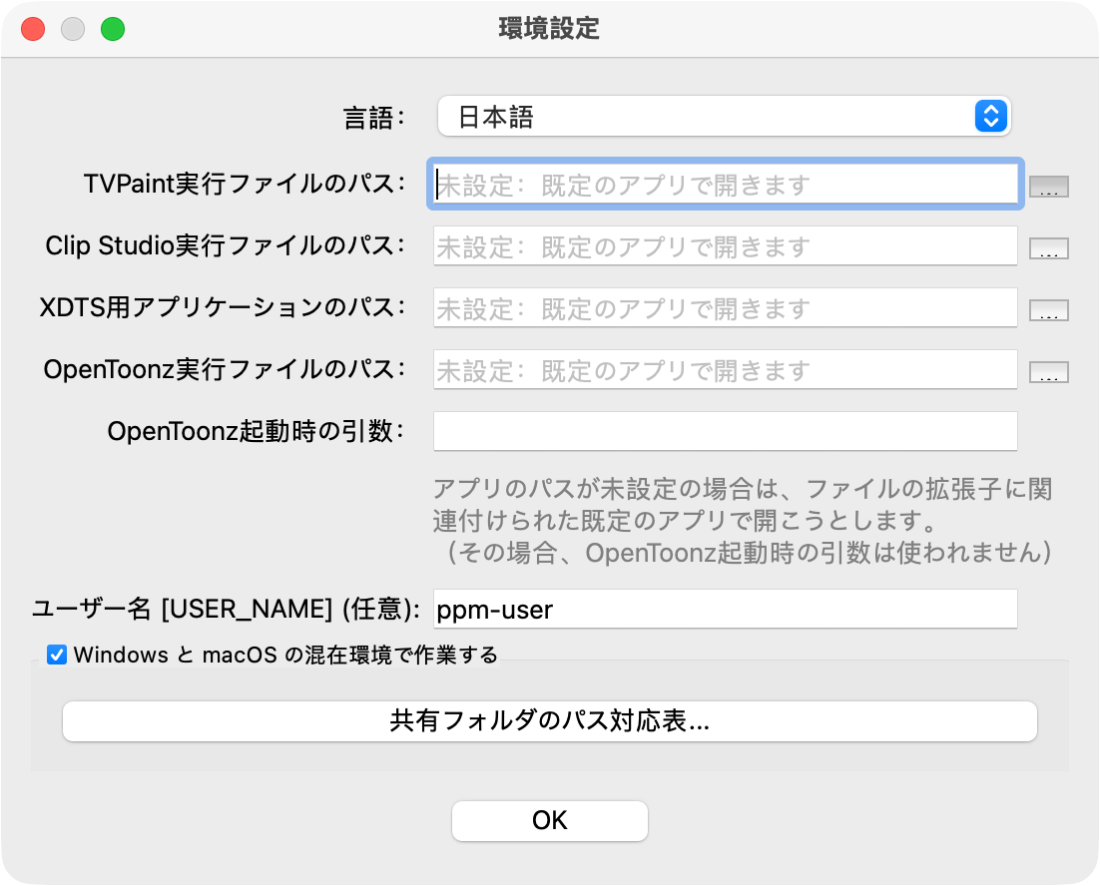 環境設定
言語： 日本語
TVPaint実行ファイルのパス： 未設定： 既定のアプリで開きます ...
Clip Studio実行ファイルのパス： 未設定： 既定のアプリで開きます ...
XDTS用アプリケーションのパス： 未設定： 既定のアプリで開きます ...
OpenToonz実行ファイルのパス： 未設定： 既定のアプリで開きます ...
OpenToonz起動時の引数：
アプリのパスが未設定の場合は、ファイルの拡張子に関
連付けられた既定のアプリで開こうとします。
（その場合、OpenToonz起動時の引数は使われません）
ユーザー名 [USER_NAME] (任意): ppm-user
Windows と macOS の混在環境で作業する
共有フォルダのパス対応表...
OK